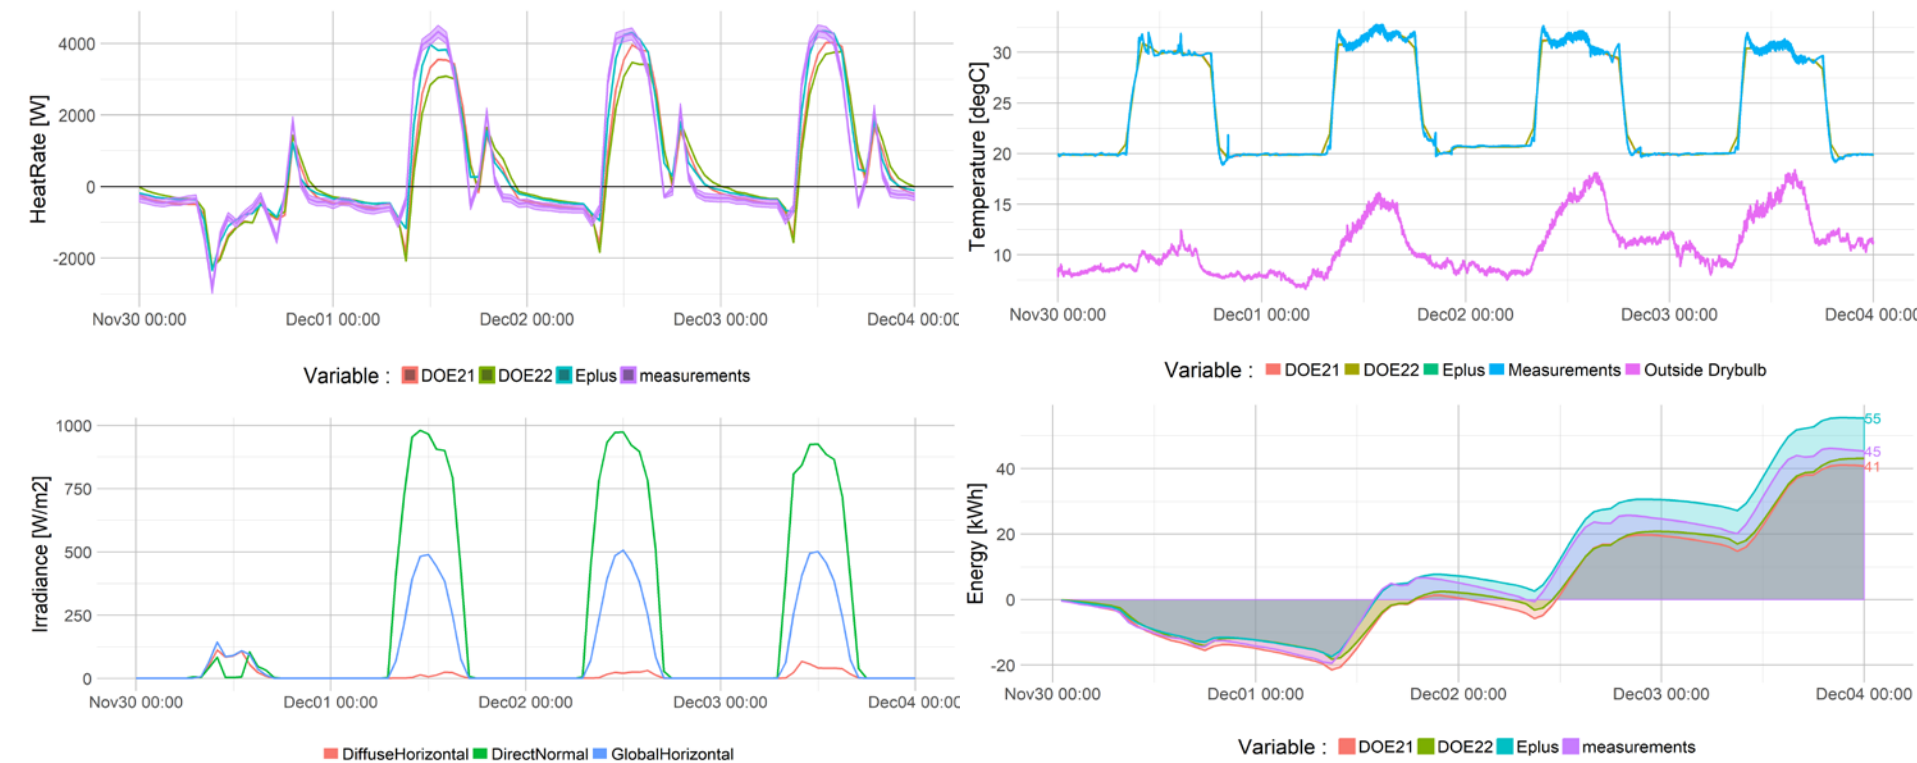 HeatRate [W]
4000
2000
0
-2000
Nov30 00:00 Dec01 00:00 Dec02 00:00 Dec03 00:00 Dec04 00:00
Variable : DOE21 DOE22 Eplus measurements
Temperature [degC]
30
25
20
15
10
Nov30 00:00 Dec01 00:00 Dec02 00:00 Dec03 00:00 Dec04 00:00
Variable : DOE21 DOE22 Eplus Measurements Outside Drybulb
Irradiance [W/m2]
1000
750
500
250
0
Nov30 00:00 Dec01 00:00 Dec02 00:00 Dec03 00:00 Dec04 00:00
DiffuseHorizontal DirectNormal GlobalHorizontal
Energy [kWh]
40
20
0
-20
55
45
41
Nov30 00:00 Dec01 00:00 Dec02 00:00 Dec03 00:00 Dec04 00:00
Variable : DOE21 DOE22 Eplus measurements